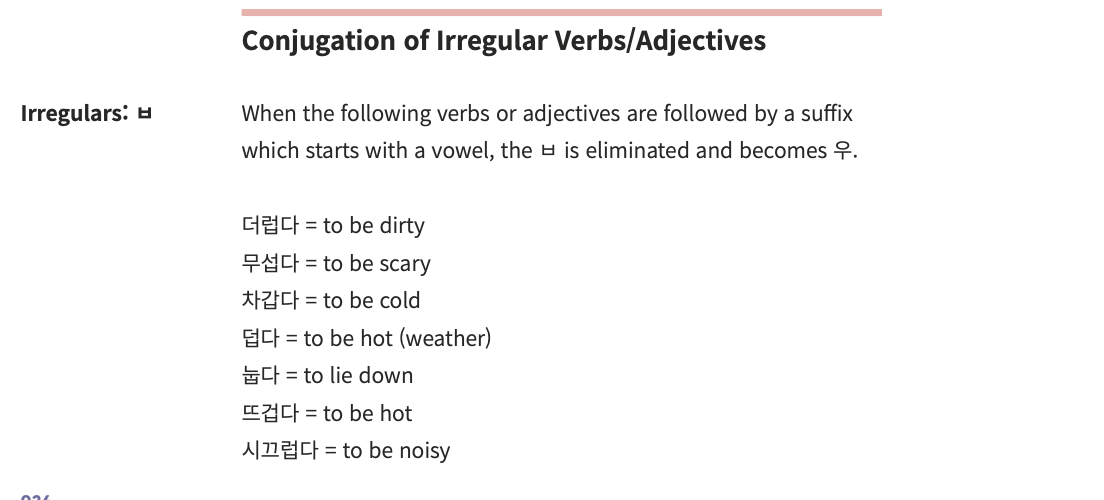 Conjugation of Irregular Verbs/Adjectives
Irregulars: ㅂ
When the following verbs or adjectives are followed by a suffix
which starts with a vowel, the ㅂ is eliminated and becomes 우.
더럽다 = to be dirty
무섭다 = to be scary
차갑다 = to be cold
덥다 = to be hot (weather)
눕다 = to lie down
뜨겁다 = to be hot
시끄럽다 = to be noisy